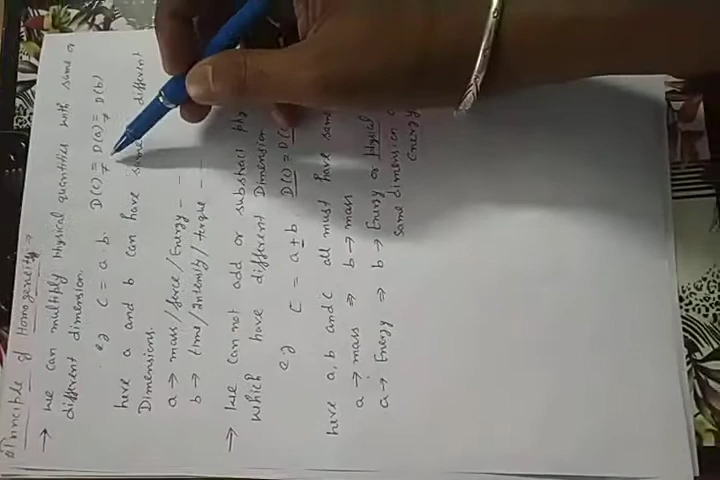 Principle of Homogeneity →
→ we can multiply physical quantities with same or
different dimension.
eg C = a . b. D(c) =≠ D(a) =≠ D(b)
here a and b can have same different
Dimensions.
a → mass/force/Energy - -
b → time/intensity/torque - -
→ We can not add or substract phy
which have different Dimension
eg C = a + b D(c) = D(
here a, b and C all must have same
a → mass ⇒ b → mass
a → Energy ⇒ b → Energy or Physical
same dimension
Energy